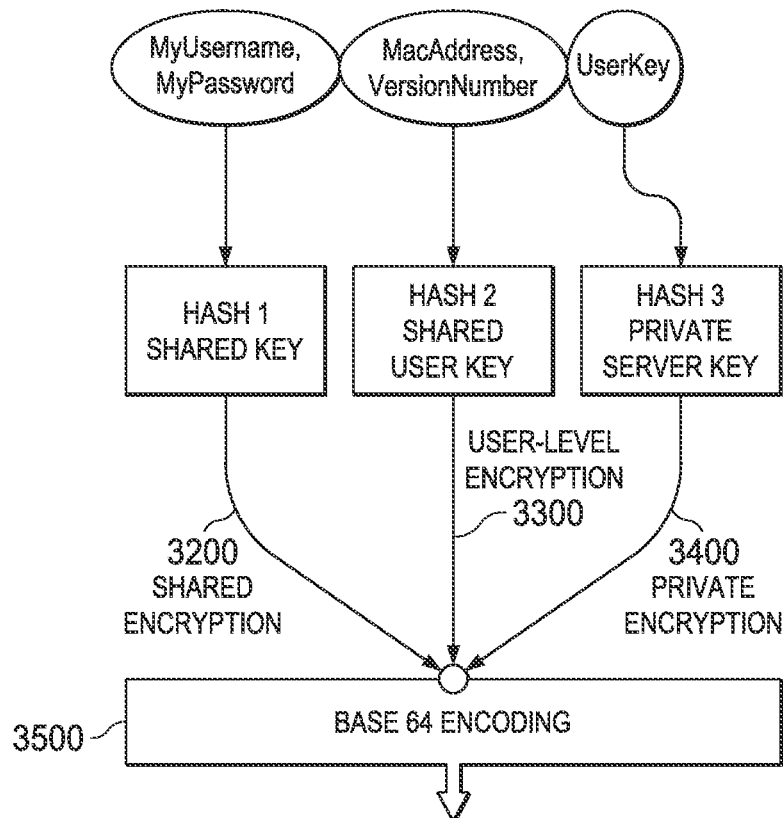 MyUsername,
MyPassword
MacAddress,
VersionNumber
UserKey
HASH 1
SHARED KEY
HASH 2
SHARED
USER KEY
HASH 3
PRIVATE
SERVER KEY
USER-LEVEL
ENCRYPTION
3300
3200
SHARED
ENCRYPTION
3400
PRIVATE
ENCRYPTION
3500
BASE 64 ENCODING